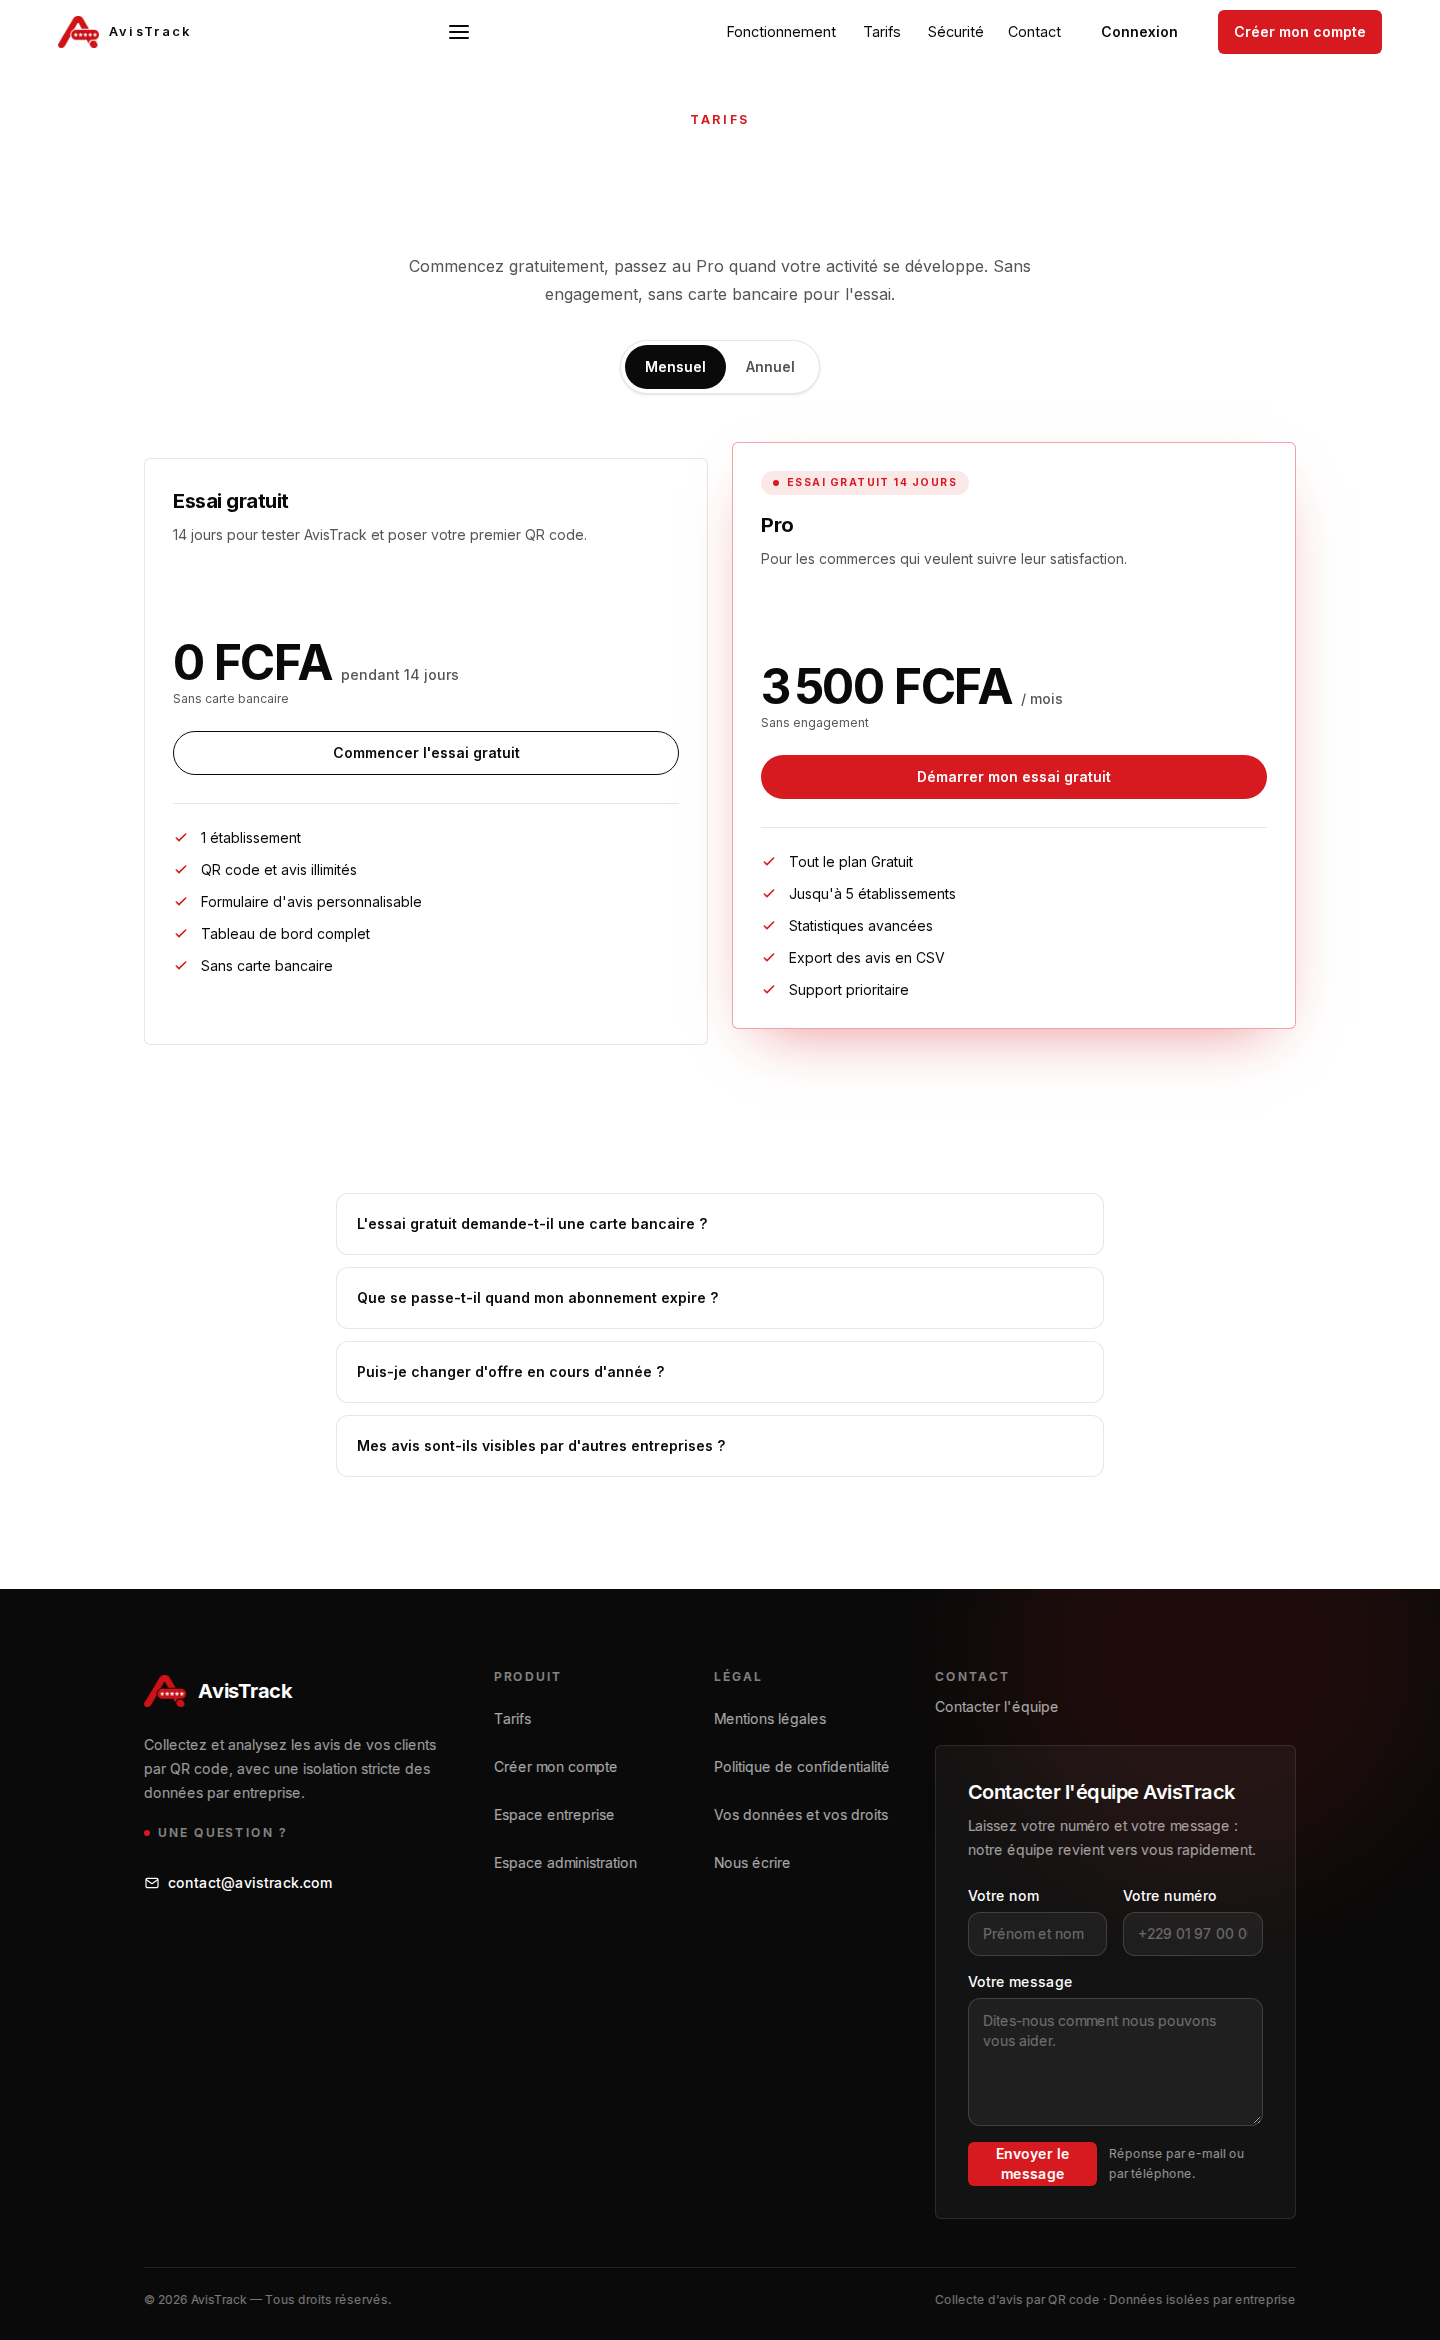 AvisTrack
Fonctionnement
Tarifs
Sécurité
Contact
Connexion
Créer mon compte
TARIFS
Commencez gratuitement, passez au Pro quand votre activité se développe. Sans
engagement, sans carte bancaire pour l'essai.
Mensuel
Annuel
Essai gratuit
14 jours pour tester AvisTrack et poser votre premier QR code.
0 FCFA pendant 14 jours
Sans carte bancaire
Commencer l'essai gratuit
1 établissement
QR code et avis illimités
Formulaire d'avis personnalisable
Tableau de bord complet
Sans carte bancaire
ESSAI GRATUIT 14 JOURS
Pro
Pour les commerces qui veulent suivre leur satisfaction.
3 500 FCFA / mois
Sans engagement
Démarrer mon essai gratuit
Tout le plan Gratuit
Jusqu'à 5 établissements
Statistiques avancées
Export des avis en CSV
Support prioritaire
L'essai gratuit demande-t-il une carte bancaire ?
Que se passe-t-il quand mon abonnement expire ?
Puis-je changer d'offre en cours d'année ?
Mes avis sont-ils visibles par d'autres entreprises ?
AvisTrack
Collectez et analysez les avis de vos clients
par QR code, avec une isolation stricte des
données par entreprise.
UNE QUESTION ?
contact@avistrack.com
PRODUIT
Tarifs
Créer mon compte
Espace entreprise
Espace administration
LÉGAL
Mentions légales
Politique de confidentialité
Vos données et vos droits
Nous écrire
CONTACT
Contacter l'équipe
Contacter l'équipe AvisTrack
Laissez votre numéro et votre message :
notre équipe revient vers vous rapidement.
Votre nom
Prénom et nom
Votre numéro
+229 01 97 00 0
Votre message
Dites-nous comment nous pouvons
vous aider.
Envoyer le
message
Réponse par e-mail ou
par téléphone.
© 2026 AvisTrack — Tous droits réservés.
Collecte d'avis par QR code · Données isolées par entreprise